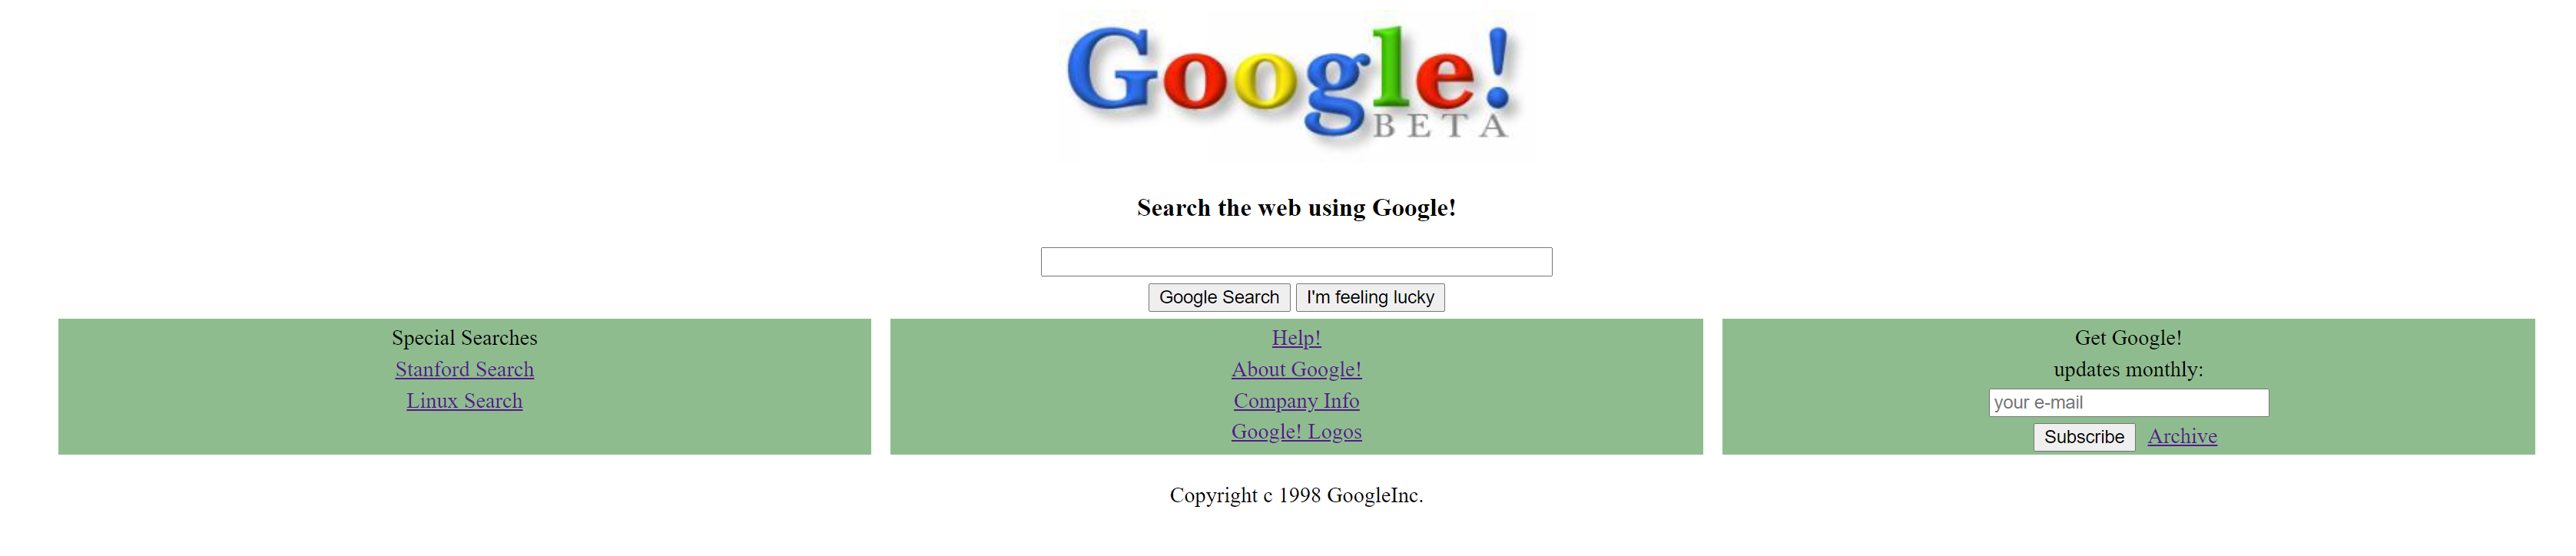 Google!
BETA
Search the web using Google!
Google Search I'm feeling lucky
Special Searches
Stanford Search
Linux Search
Help!
About Google!
Company Info
Google! Logos
Get Google!
updates monthly:
your e-mail
Subscribe Archive
Copyright c 1998 GoogleInc.